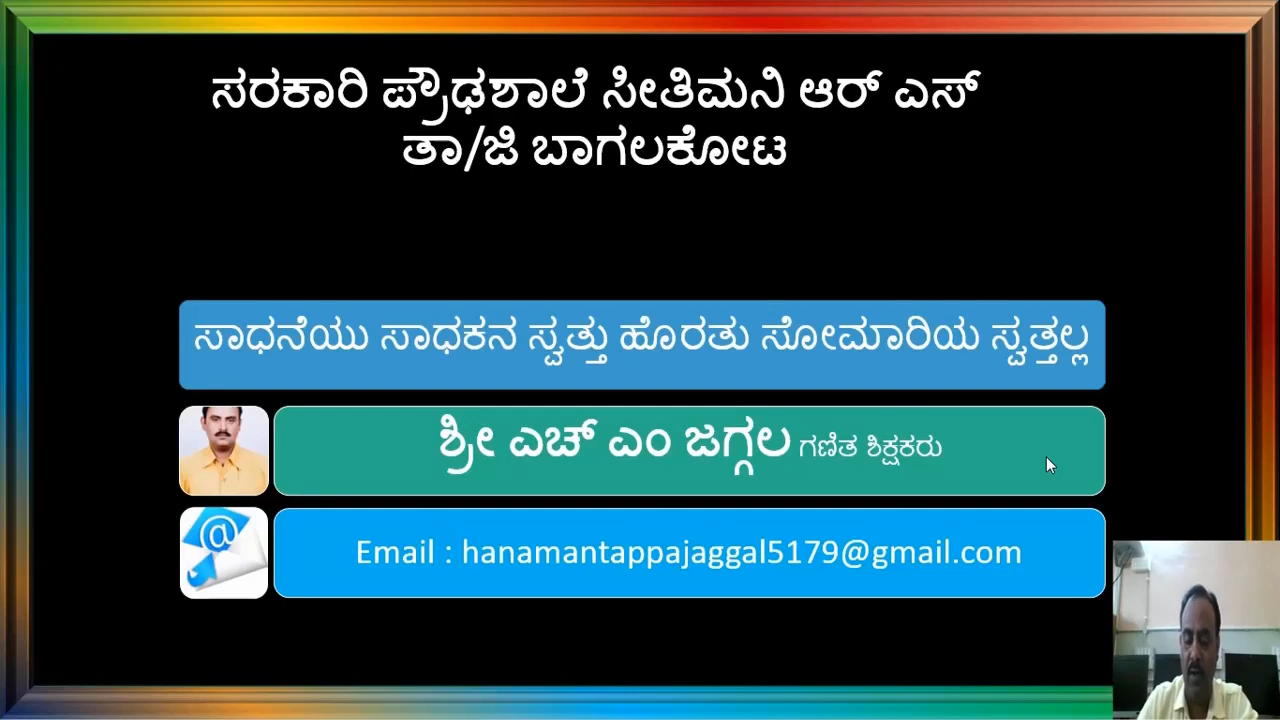 ಸರಕಾರಿ ಪ್ರೌಢಶಾಲೆ ಸೀತಿಮನಿ ಆರ್ ಎಸ್
ತಾ/ಜಿ ಬಾಗಲಕೋಟ
ಸಾಧನೆಯು ಸಾಧಕನ ಸ್ವತ್ತು ಹೊರತು ಸೋಮಾರಿಯ ಸ್ವತ್ತಲ್ಲ
ಶ್ರೀ ಎಚ್ ಎಂ ಜಗ್ಗಲ ಗಣಿತ ಶಿಕ್ಷಕರು
Email : hanamantappajaggal5179@gmail.com